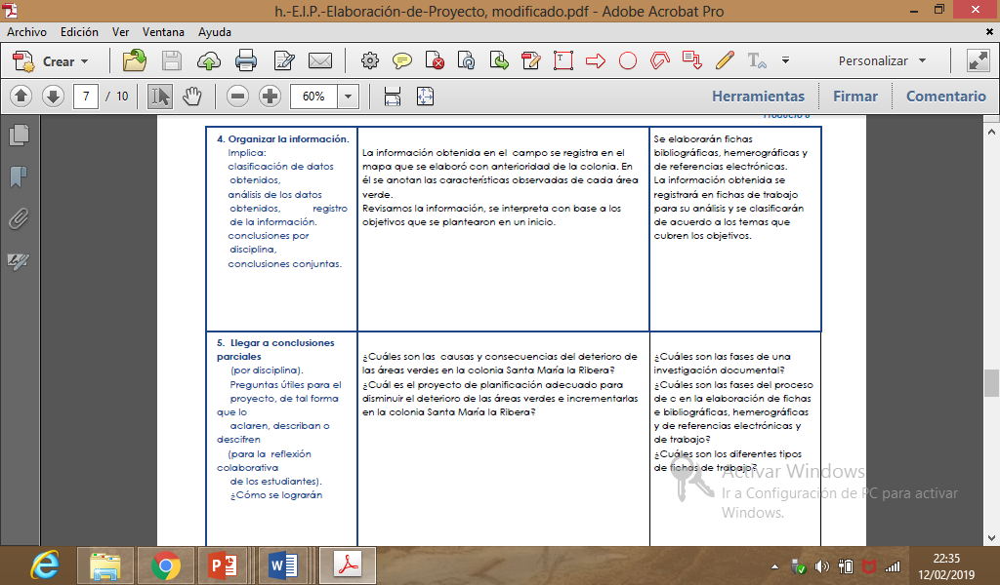 h.-E.I.P.-Elaboración-de-Proyecto, modificado.pdf - Adobe Acrobat Pro
Archivo Edición Ver Ventana Ayuda
Crear
Personalizar
7 / 10
60%
Herramientas Firmar Comentario
4. Organizar la información.
Implica:
clasificación de datos
obtenidos,
análisis de los datos
obtenidos, registro
de la información.
conclusiones por
disciplina,
conclusiones conjuntas.
La información obtenida en el campo se registra en el
mapa que se elaboró con anterioridad de la colonia. En
él se anotan las características observadas de cada área
verde.
Revisamos la información, se interpreta con base a los
objetivos que se plantearon en un inicio.
Se elaborarán fichas
bibliográficas, hemerográficas y
de referencias electrónicas.
La información obtenida se
registrará en fichas de trabajo
para su análisis y se clasificarán
de acuerdo a los temas que
cubren los objetivos.
5. Llegar a conclusiones
parciales
(por disciplina).
Preguntas útiles para el
proyecto, de tal forma
que lo
aclaren, describan o
descifren
(para la reflexión
colaborativa
de los estudiantes).
¿Cómo se lograrán
¿Cuáles son las causas y consecuencias del deterioro de
las áreas verdes en la colonia Santa María la Ribera?
¿Cuál es el proyecto de planificación adecuado para
disminuir el deterioro de las áreas verdes e incrementarlas
en la colonia Santa María la Ribera?
¿Cuáles son las fases de una
investigación documental?
¿Cuáles son las fases del proceso
de c en la elaboración de fichas
e bibliográficas, hemerográficas
y de referencias electrónicas y
de trabajo?
¿Cuáles son los diferentes tipos
de fichas de trabajo?
Activar Windows
Ir a Configuración de PC para activar
Windows.
22:35
12/02/2019